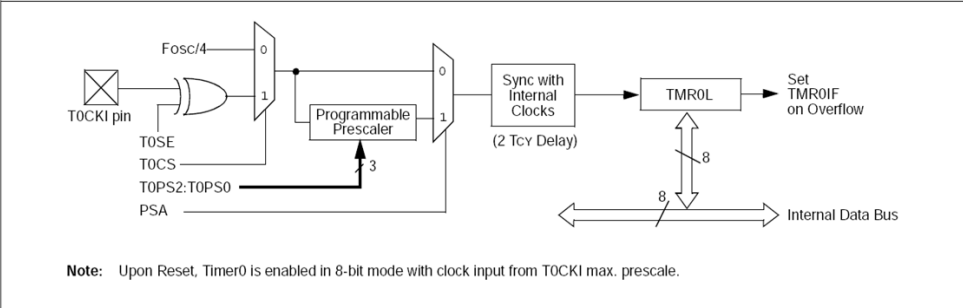 Fosc/4
0
1
T0CKI pin
T0SE
T0CS
T0PS2:T0PS0
PSA
Programmable
Prescaler
3
0
1
Sync with
Internal
Clocks
(2 TCY Delay)
TMR0L
Set
TMR0IF
on Overflow
8
8
Internal Data Bus
Note: Upon Reset, Timer0 is enabled in 8-bit mode with clock input from T0CKI max. prescale.